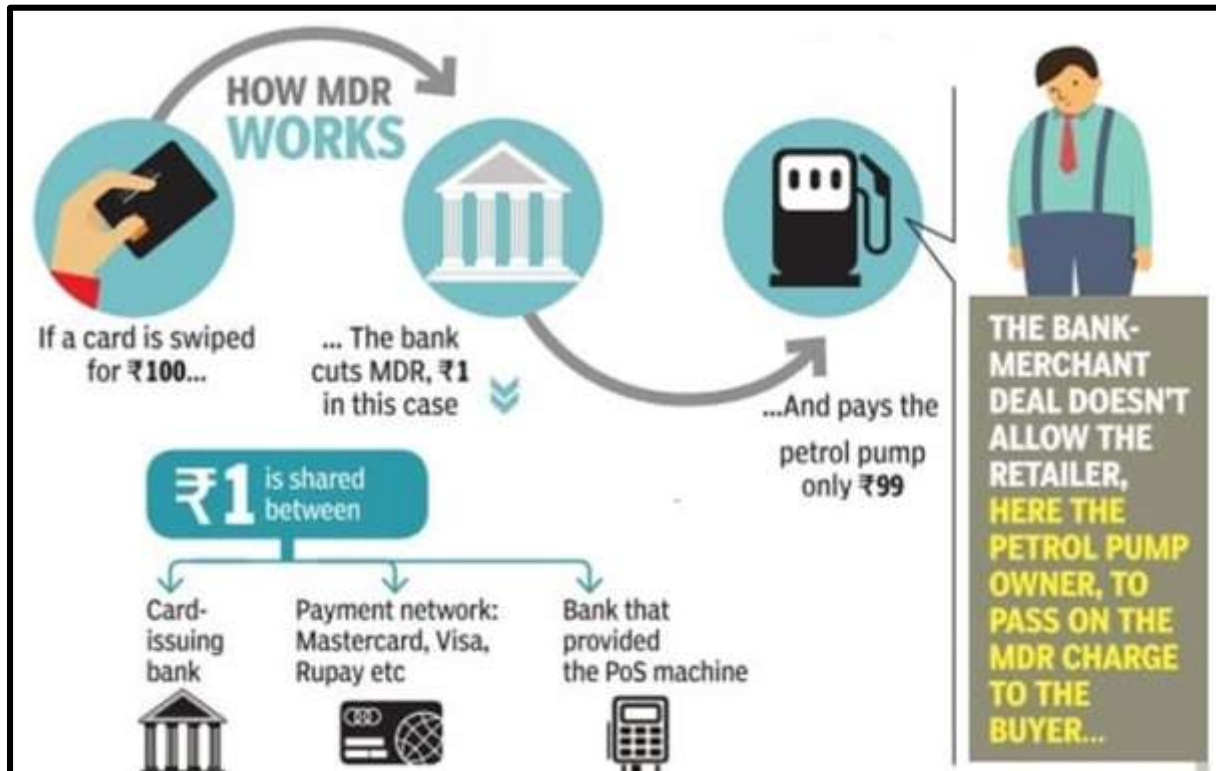 HOW MDR
WORKS
If a card is swiped
for ₹100...
... The bank
cuts MDR, ₹1
in this case
...And pays the
petrol pump
only ₹99
₹1 is shared
between
Card-
issuing
bank
Payment network:
Mastercard, Visa,
Rupay etc
Bank that
provided
the PoS machine
THE BANK-
MERCHANT
DEAL DOESN'T
ALLOW THE
RETAILER,
HERE THE
PETROL PUMP
OWNER, TO
PASS ON THE
MDR CHARGE
TO THE
BUYER...